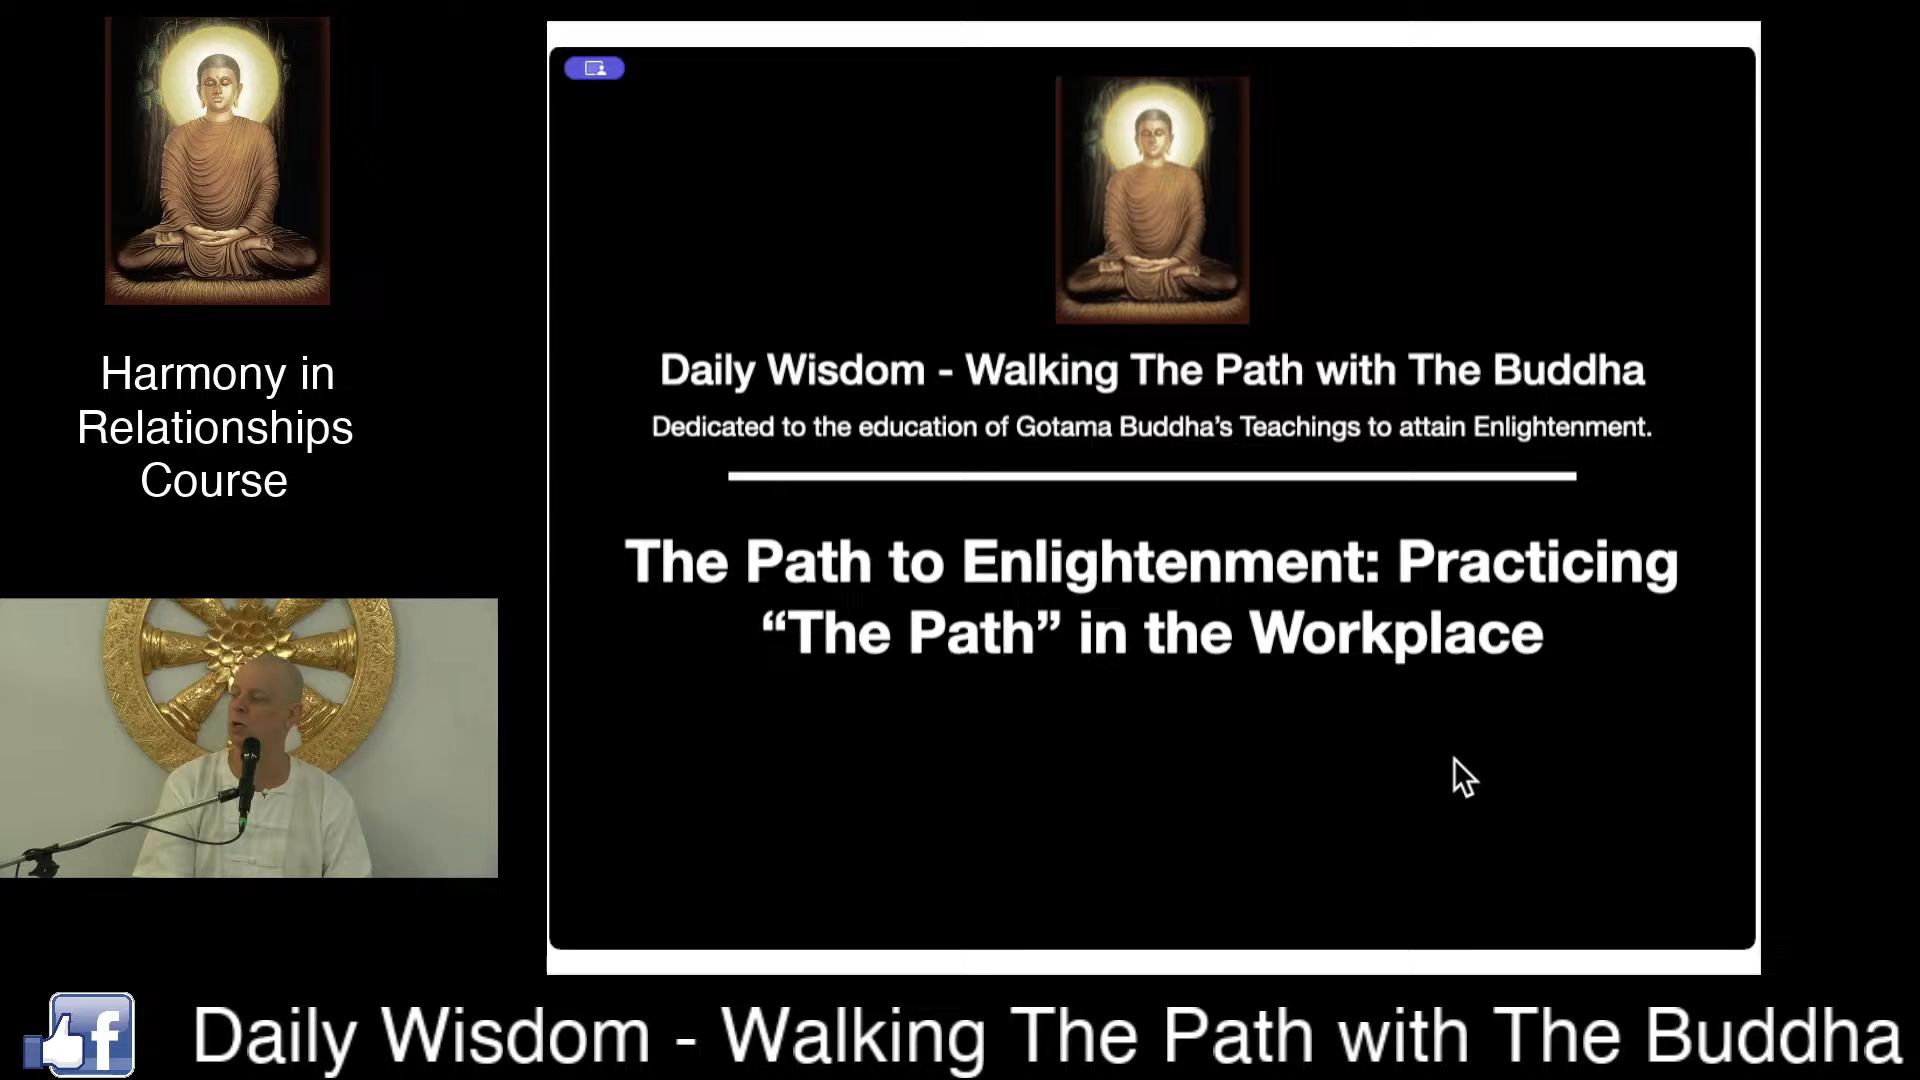 Harmony in
Relationships
Course
Daily Wisdom - Walking The Path with The Buddha
Dedicated to the education of Gotama Buddha’s Teachings to attain Enlightenment.
The Path to Enlightenment: Practicing
“The Path” in the Workplace
f Daily Wisdom - Walking The Path with The Buddha